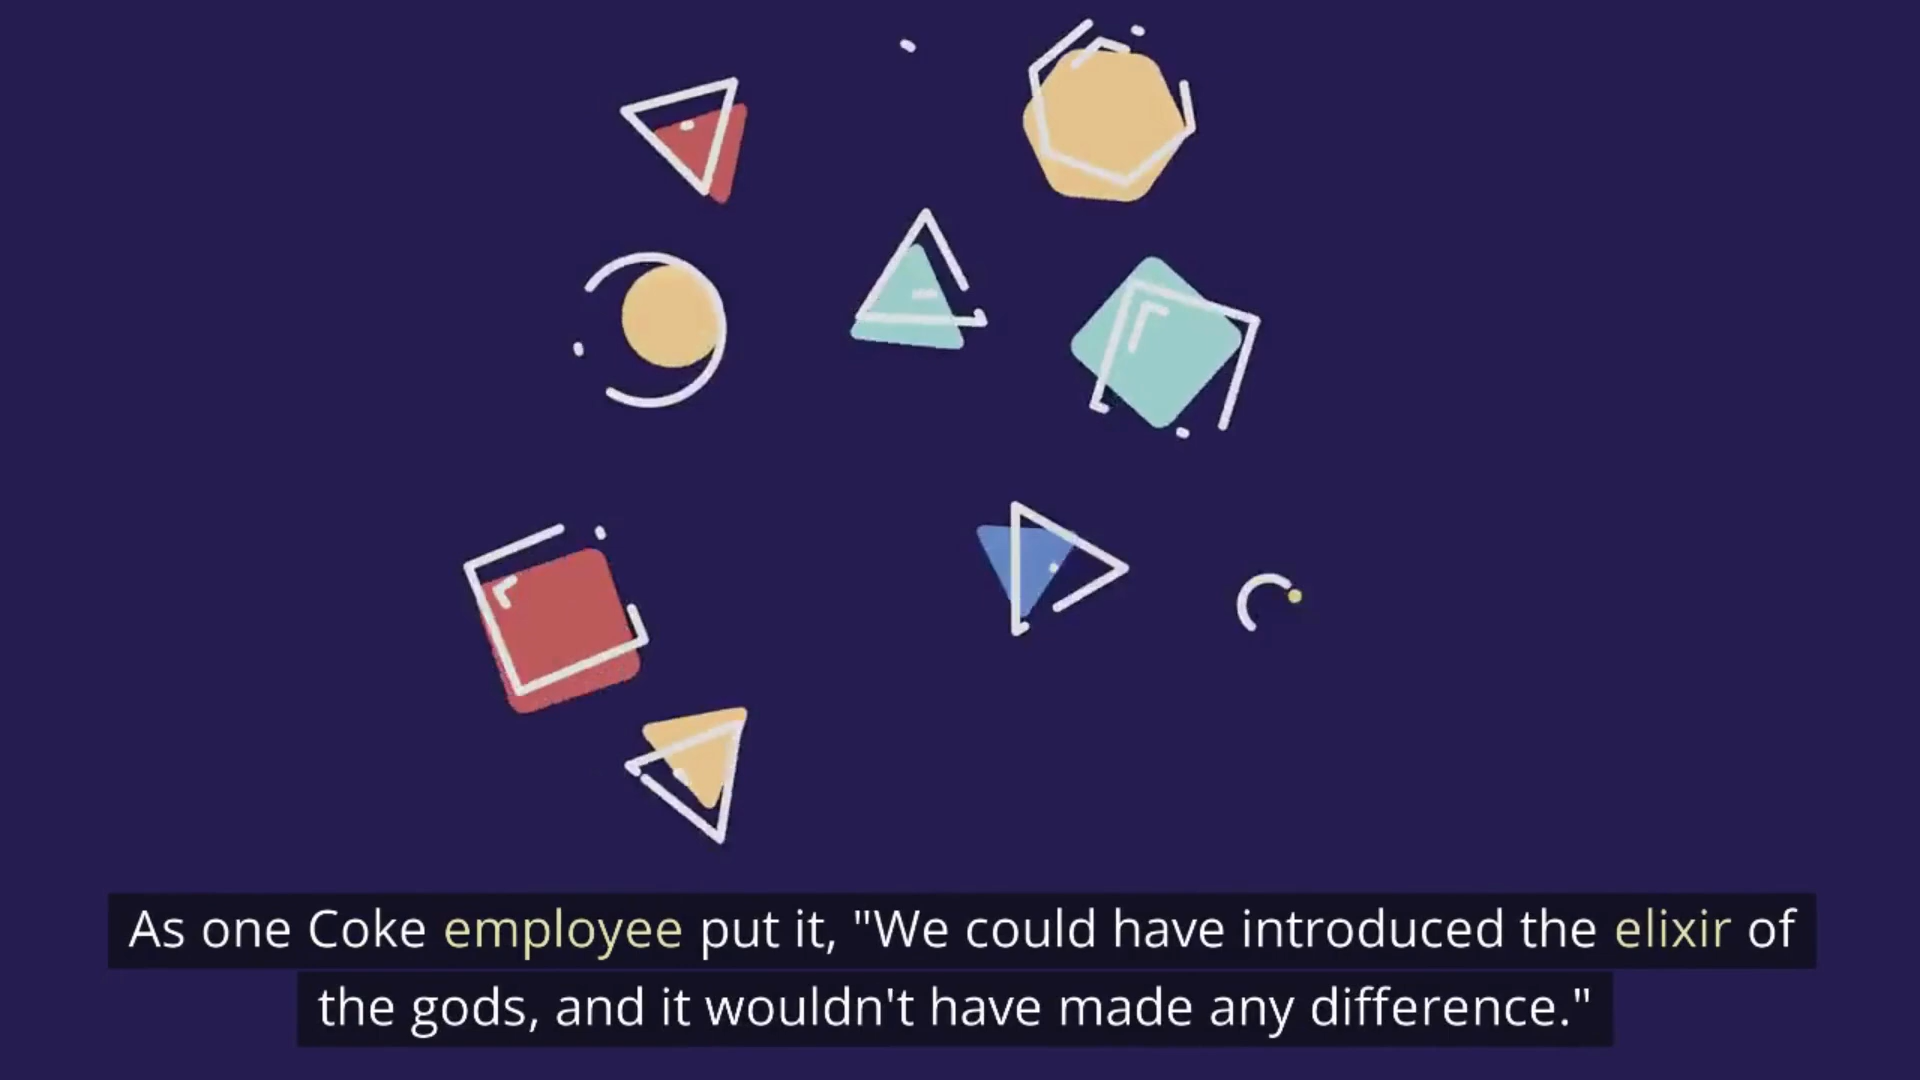 As one Coke employee put it, "We could have introduced the elixir of
the gods, and it wouldn't have made any difference."